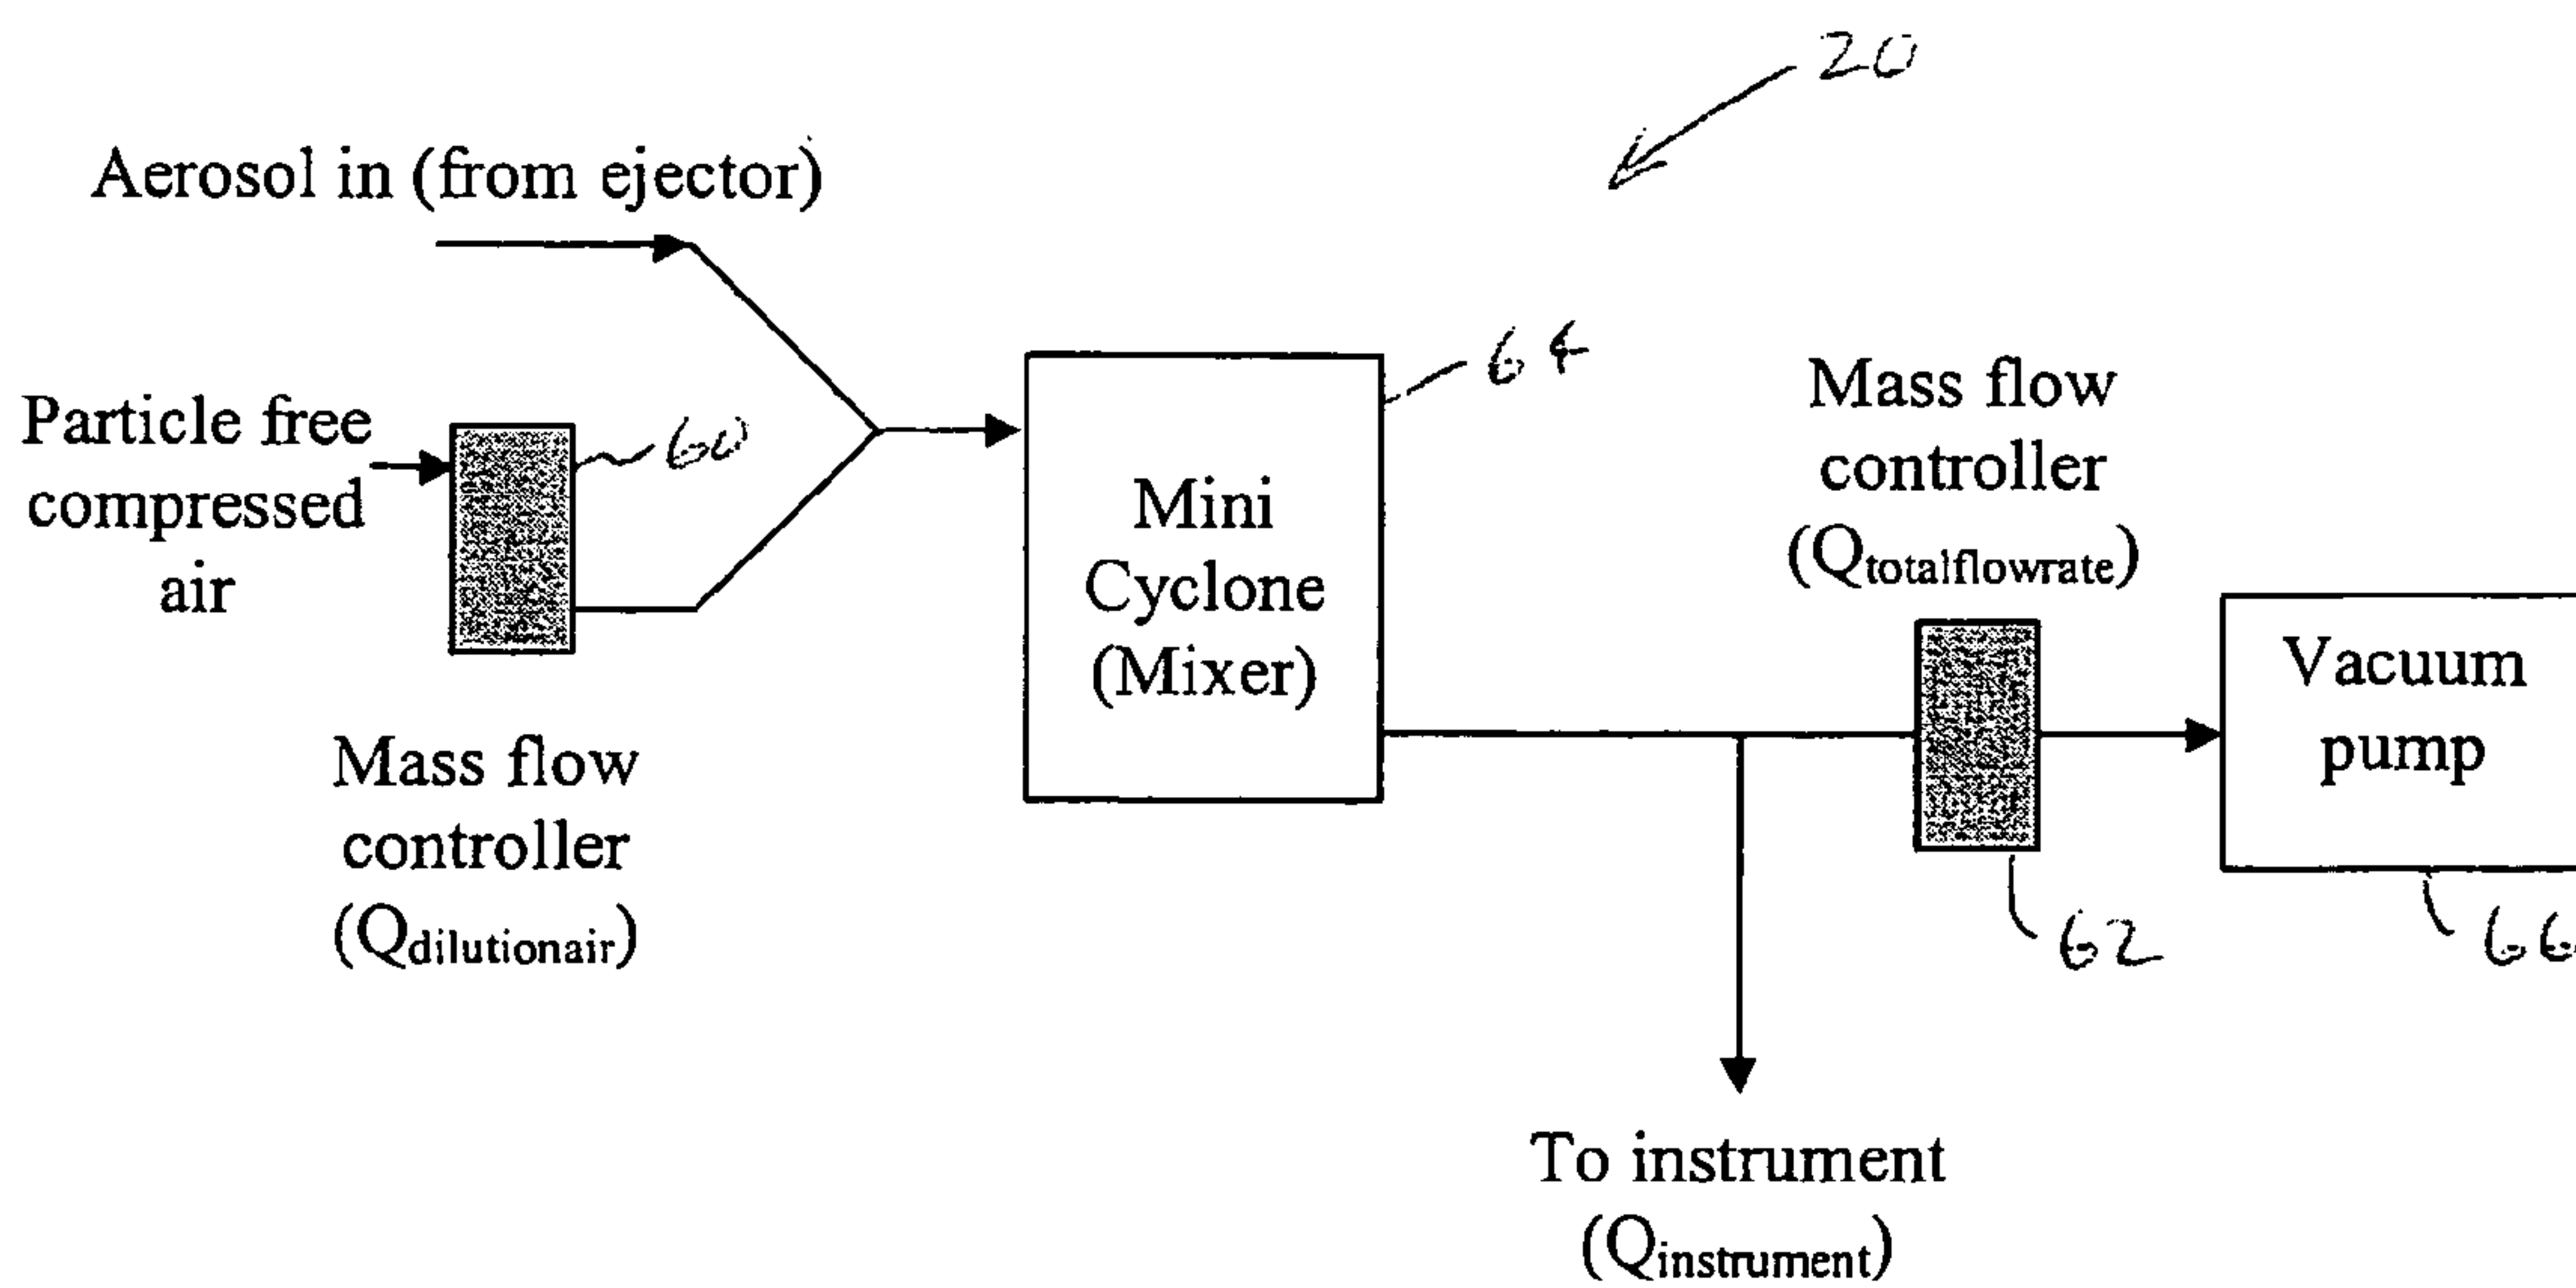 20
Aerosol in (from ejector)
Particle free
compressed
air
60
Mass flow
controller
(Qdilutionair)
Mini
Cyclone
(Mixer)
64
Mass flow
controller
(Qtotalflowrate)
62
Vacuum
pump
66
To instrument
(Qinstrument)